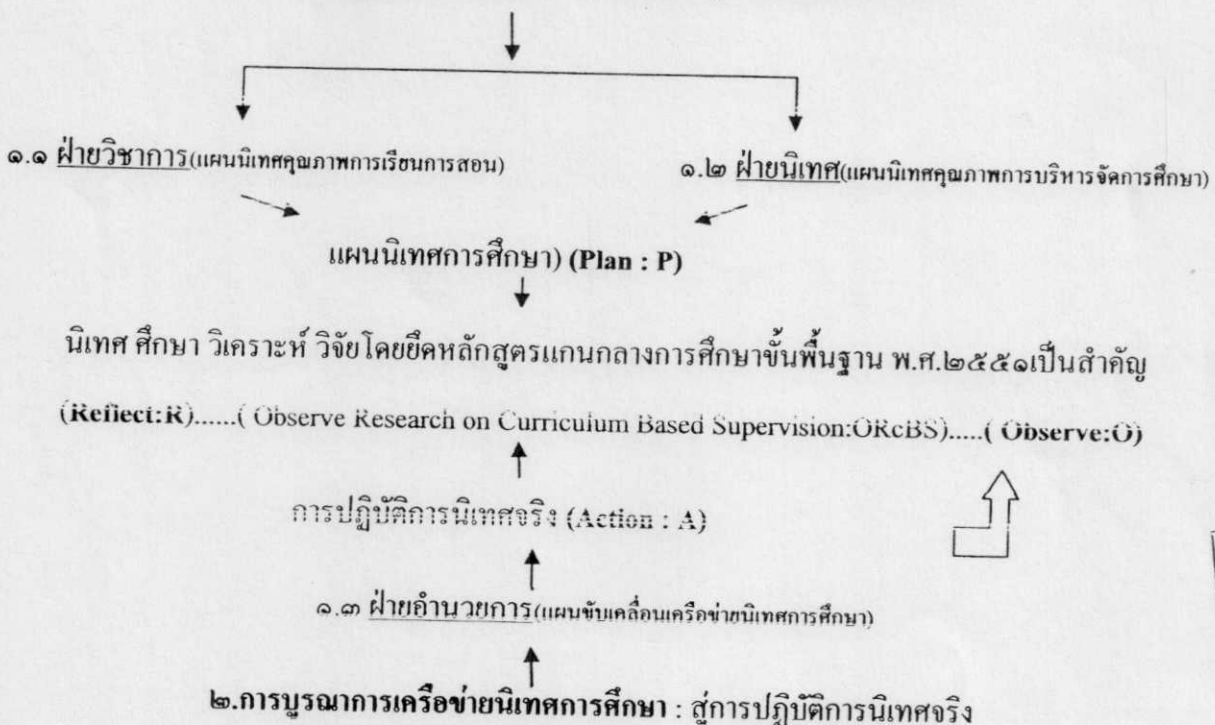 ๑.๑ ฝ่ายวิชาการ(แผนนิเทศคุณภาพการเรียนการสอน) ๑.๒ ฝ่ายนิเทศ(แผนนิเทศคุณภาพการบริหารจัดการศึกษา)
แผนนิเทศการศึกษา) (Plan : P)
นิเทศ ศึกษา วิเคราะห์ วิจัยโดยยึดหลักสูตรแกนกลางการศึกษาขั้นพื้นฐาน พ.ศ.๒๕๕๑เป็นสำคัญ
(Reflect:R)......( Observe Research on Curriculum Based Supervision:ORcBS).....( Observe:O)
การปฏิบัติการนิเทศจริง (Action : A)
๑.๓ ฝ่ายอำนวยการ(แผนขับเคลื่อนเครือข่ายนิเทศการศึกษา)
๒.การบูรณาการเครือข่ายนิเทศการศึกษา : สู่การปฏิบัติการนิเทศจริง